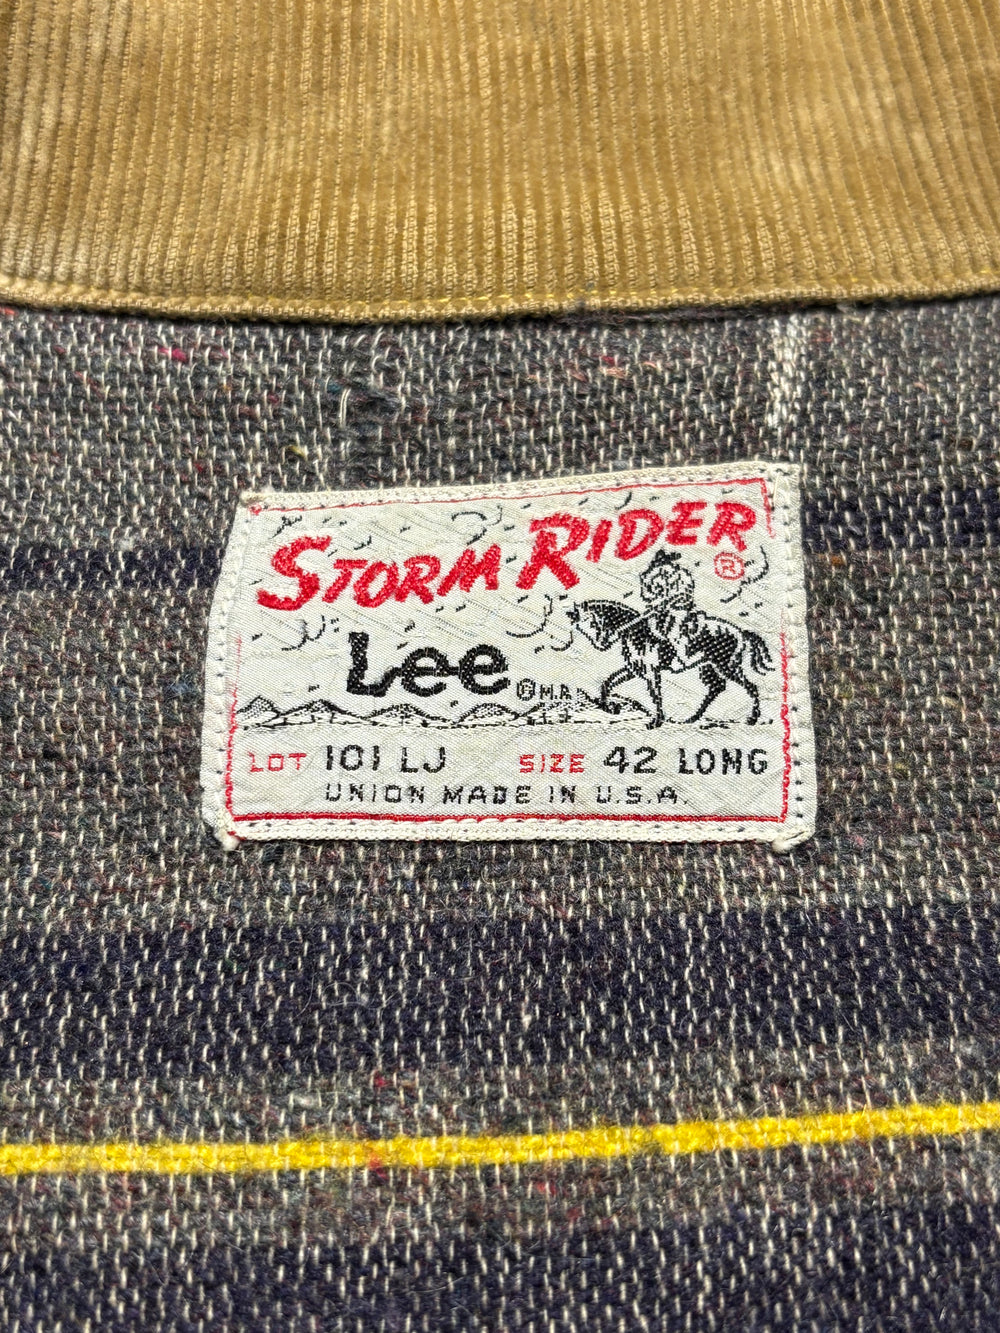 STORM RIDER ®
Lee ® M.R.
LOT 101 LJ SIZE 42 LONG
UNION MADE IN U.S.A.